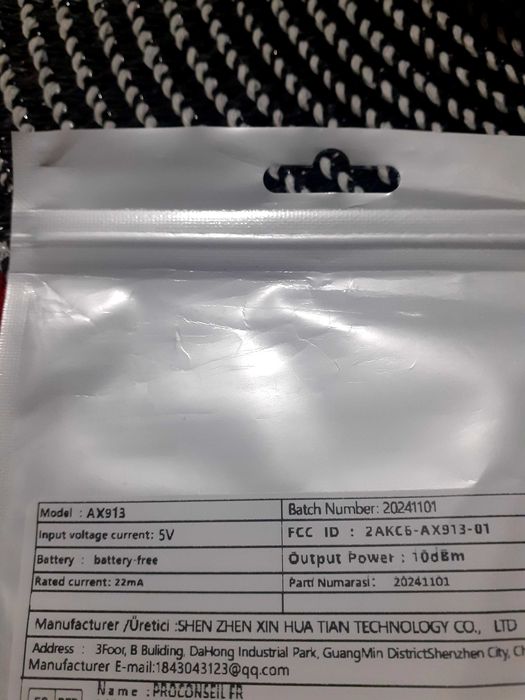 Model : AX913
Batch Number: 20241101
Input voltage current: 5V
FCC ID : 2AKC6-AX913-01
Battery : battery-free
Output Power : 10dBm
Rated current: 22mA
Parti Numarasi: 20241101
Manufacturer /Üretici :SHEN ZHEN XIN HUA TIAN TECHNOLOGY CO., LTD
Address : 3Foor, B Buliding, DaHong Industrial Park, GuangMin DistrictShenzhen City,
Manufacturer E-mail:1843043123@qq.com
Name : PROCONSEIL FR